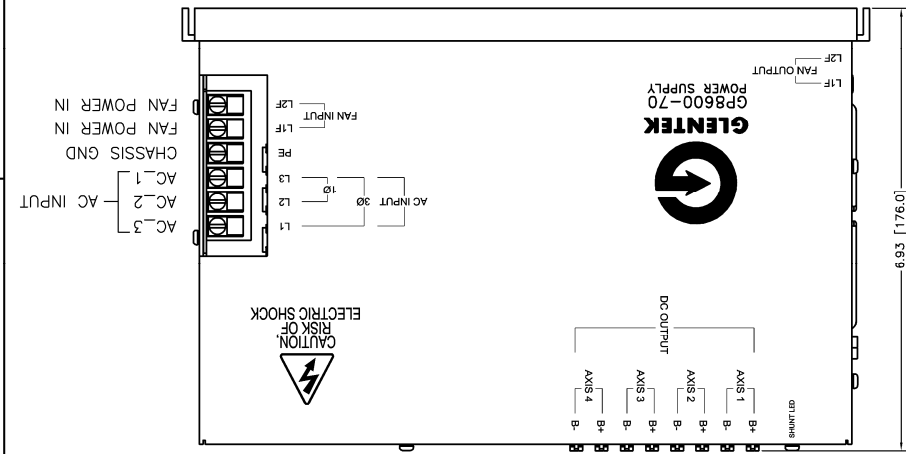 FAN POWER IN
FAN POWER IN
CHASSIS GND
AC_1
AC_2
AC_3
AC INPUT
L2F
L1F
FAN INPUT
PE
L3
L2
L1
1Ø
3Ø
AC INPUT
CAUTION,
RISK OF
ELECTRIC SHOCK
GLENTEK
GP8600-70
POWER SUPPLY
L2F
L1F
FAN OUTPUT
DC OUTPUT
AXIS 4
AXIS 3
AXIS 2
AXIS 1
B-
B+
B-
B+
B-
B+
B-
B+
SHUNT LED
6.93 [176.0]